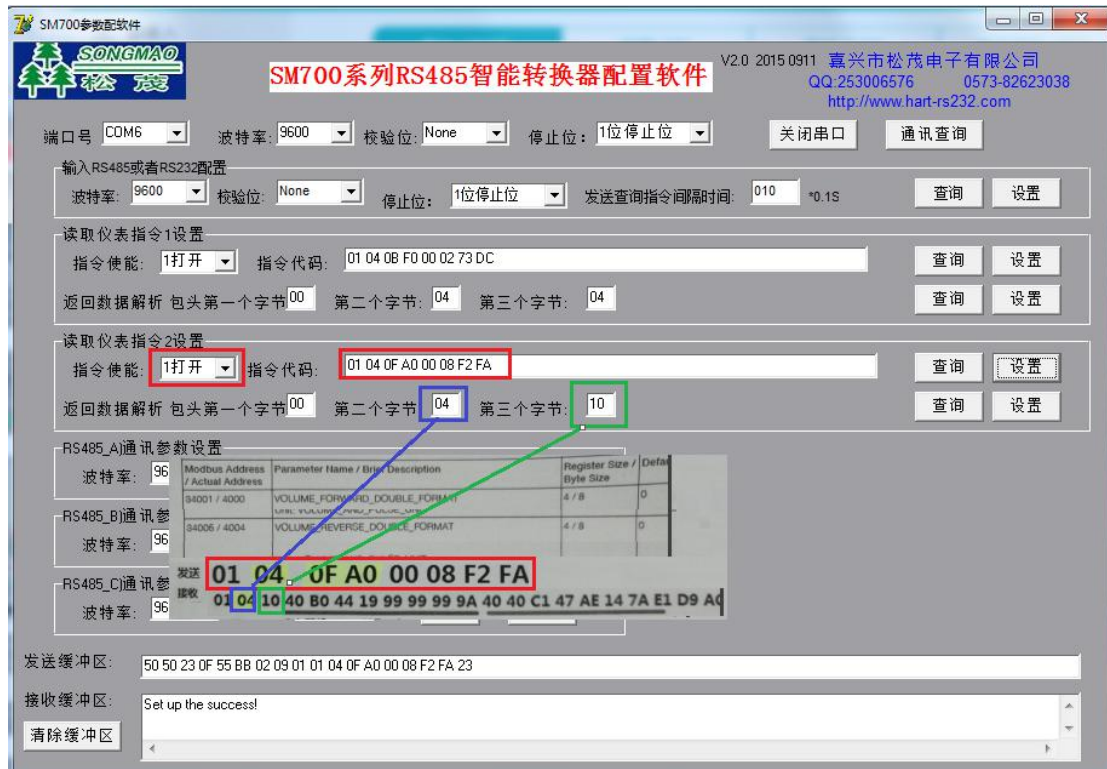 SM700参数配软件
SONGMAO
松茂
SM700系列RS485智能转换器配置软件
V2.0 2015 0911 嘉兴市松茂电子有限公司
QQ:253006576 0573-82623038
http://www.hart-rs232.com
端口号 COM6 波特率: 9600 校验位: None 停止位: 1位停止位 关闭串口 通讯查询
输入RS485或者RS232配置
波特率: 9600 校验位: None 停止位: 1位停止位 发送查询指令间隔时间: 010 *0.1S 查询 设置
读取仪表指令1设置
指令使能: 1打开 指令代码: 01 04 0B F0 00 02 73 DC 查询 设置
返回数据解析 包头第一个字节 00 第二个字节: 04 第三个字节: 04 查询 设置
读取仪表指令2设置
指令使能: 1打开 指令代码: 01 04 0F A0 00 08 F2 FA 查询 设置
返回数据解析 包头第一个字节 00 第二个字节 04 第三个字节: 10 查询 设置
RS485_A)通讯参数设置
波特率: 96
RS485_B)通讯参
波特率: 96
RS485_C)通讯参
波特率: 96
Modbus Address / Actual Address Parameter Name / Brief Description Register Size / Byte Size Defa
34001 / 4000 VOLUME_FORWARD_DOUBLE_FORMAT 4 / 8 0
34005 / 4004 VOLUME_REVERSE_DOUBLE_FORMAT 4 / 8 0
发送 01 04 0F A0 00 08 F2 FA
接收 01 04 10 40 B0 44 19 99 99 99 9A 40 40 C1 47 AE 14 7A E1 D9 A0
发送缓冲区: 50 50 23 0F 55 BB 02 09 01 01 04 0F A0 00 08 F2 FA 23
接收缓冲区: Set up the success!
清除缓冲区